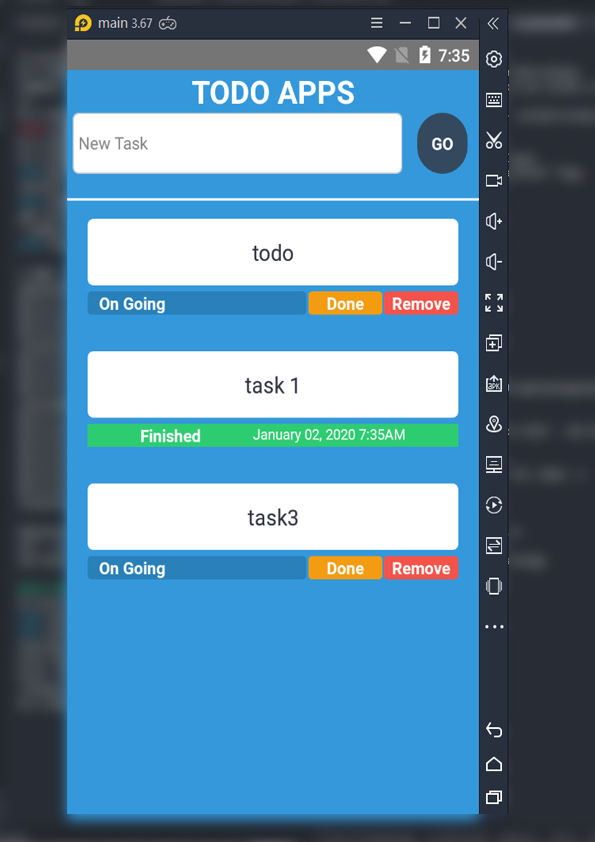 main 3.67
7:35
TODO APPS
New Task
GO
todo
On Going Done Remove
task 1
Finished January 02, 2020 7:35AM
task3
On Going Done Remove
APK